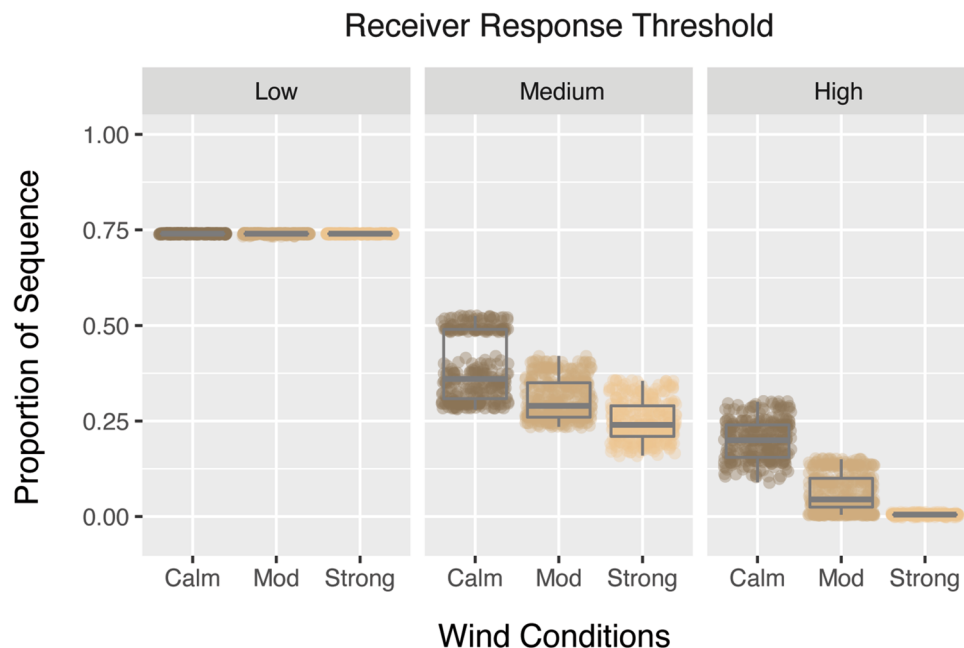 Receiver Response Threshold
Low Medium High
Proportion of Sequence
1.00
0.75
0.50
0.25
0.00
Calm Mod Strong Calm Mod Strong Calm Mod Strong
Wind Conditions